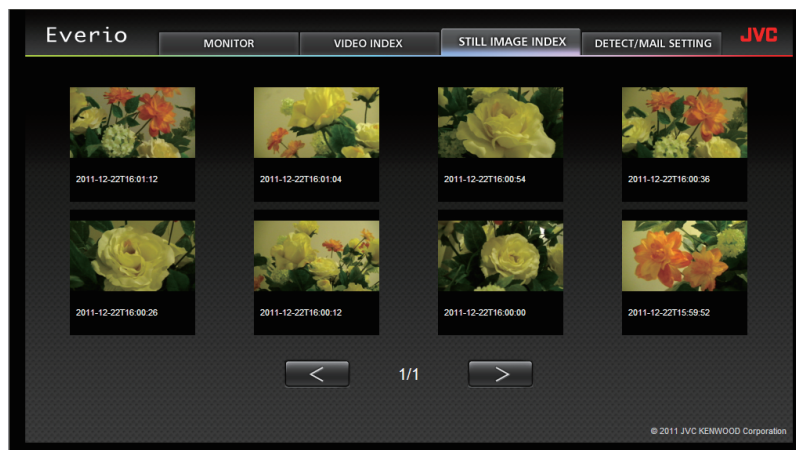 Everio
MONITOR
VIDEO INDEX
STILL IMAGE INDEX
DETECT/MAIL SETTING
JVC
2011-12-22T16:01:12
2011-12-22T16:01:04
2011-12-22T16:00:54
2011-12-22T16:00:36
2011-12-22T16:00:26
2011-12-22T16:00:12
2011-12-22T16:00:00
2011-12-22T15:59:52
<
1/1
>
© 2011 JVC KENWOOD Corporation